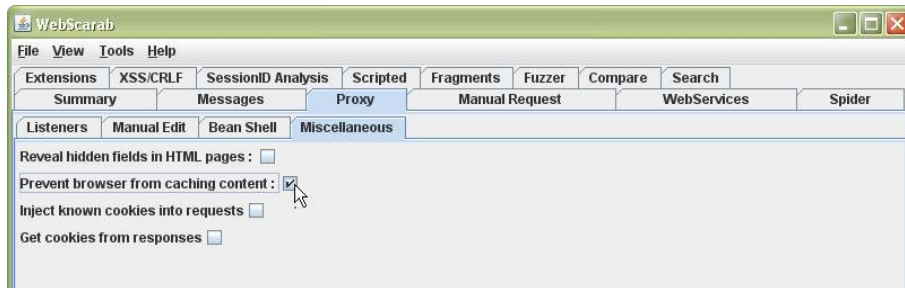 WebScarab
File View Tools Help
Extensions XSS/CRLF SessionID Analysis Scripted Fragments Fuzzer Compare Search
Summary Messages Proxy Manual Request WebServices Spider
Listeners Manual Edit Bean Shell Miscellaneous
Reveal hidden fields in HTML pages :
Prevent browser from caching content :
Inject known cookies into requests
Get cookies from responses